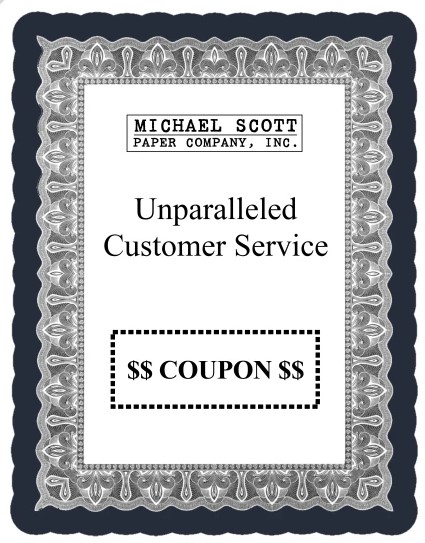 MICHAEL SCOTT
PAPER COMPANY, INC.
Unparalleled
Customer Service
$$ COUPON $$